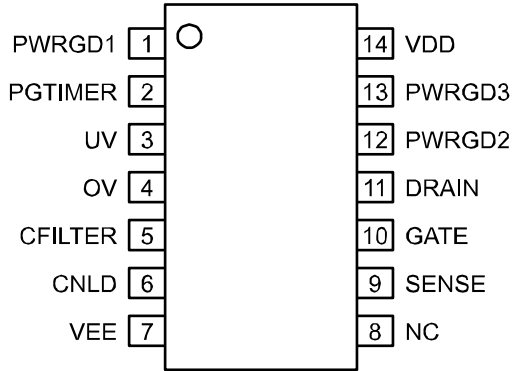 PWRGD1 1 14 VDD
PGTIMER 2 13 PWRGD3
UV 3 12 PWRGD2
OV 4 11 DRAIN
CFILTER 5 10 GATE
CNLD 6 9 SENSE
VEE 7 8 NC